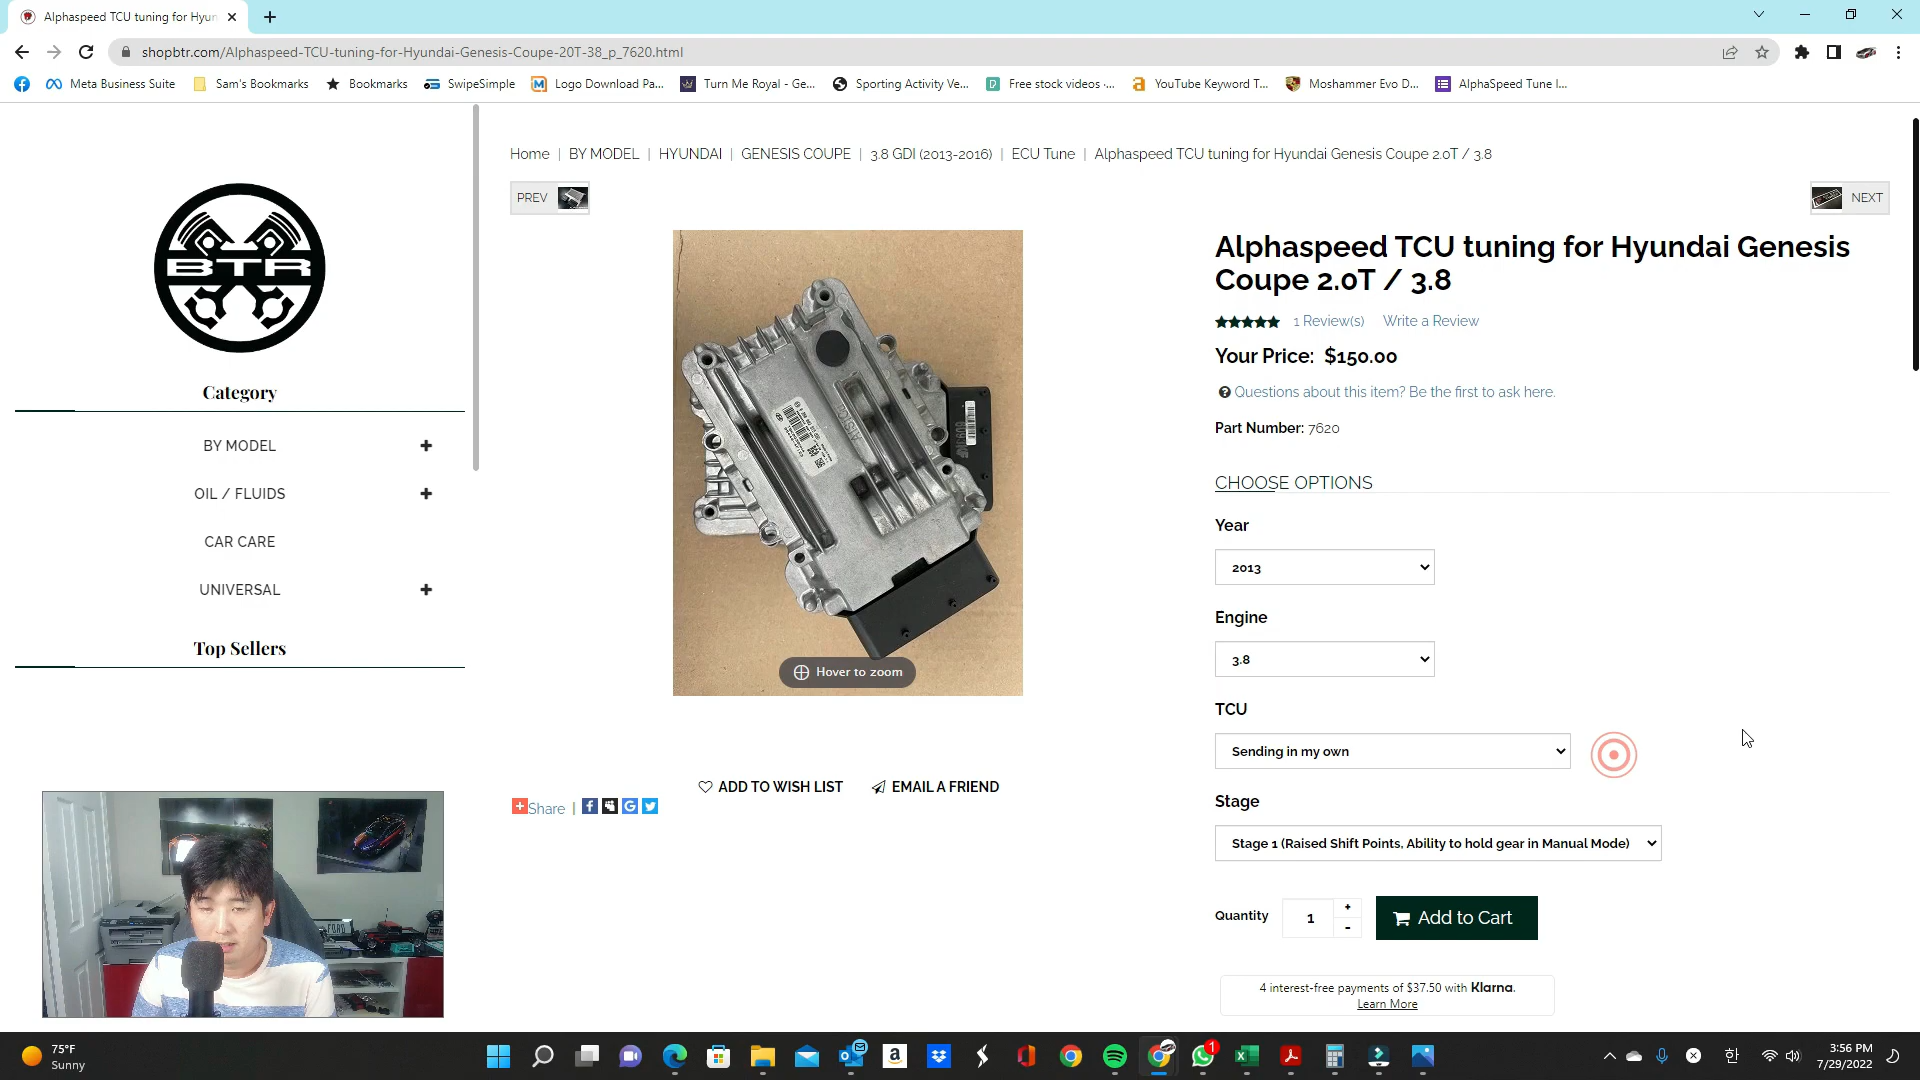 Alphaspeed TCU tuning for Hyun
shopbtr.com/Alphaspeed-TCU-tuning-for-Hyundai-Genesis-Coupe-20T-38_p_7620.html
Meta Business Suite
Sam's Bookmarks
Bookmarks
SwipeSimple
Logo Download Pa...
Turn Me Royal - Ge...
Sporting Activity Ve...
Free stock videos -...
YouTube Keyword T...
Moshammer Evo D...
AlphaSpeed Tune I...
Home | BY MODEL | HYUNDAI | GENESIS COUPE | 3.8 GDI (2013-2016) | ECU Tune | Alphaspeed TCU tuning for Hyundai Genesis Coupe 2.0T / 3.8
PREV
NEXT
BTR
Category
BY MODEL
OIL / FLUIDS
CAR CARE
UNIVERSAL
Top Sellers
Hover to zoom
ADD TO WISH LIST
EMAIL A FRIEND
Share |
Alphaspeed TCU tuning for Hyundai Genesis
Coupe 2.0T / 3.8
1 Review(s)
Write a Review
Your Price: $150.00
Questions about this item? Be the first to ask here.
Part Number: 7620
CHOOSE OPTIONS
Year
2013
Engine
3.8
TCU
Sending in my own
Stage
Stage 1 (Raised Shift Points, Ability to hold gear in Manual Mode)
Quantity
1
+
-
Add to Cart
4 interest-free payments of $37.50 with Klarna.
Learn More
FORD
75°F
Sunny
1
한
3:56 PM
7/29/2022